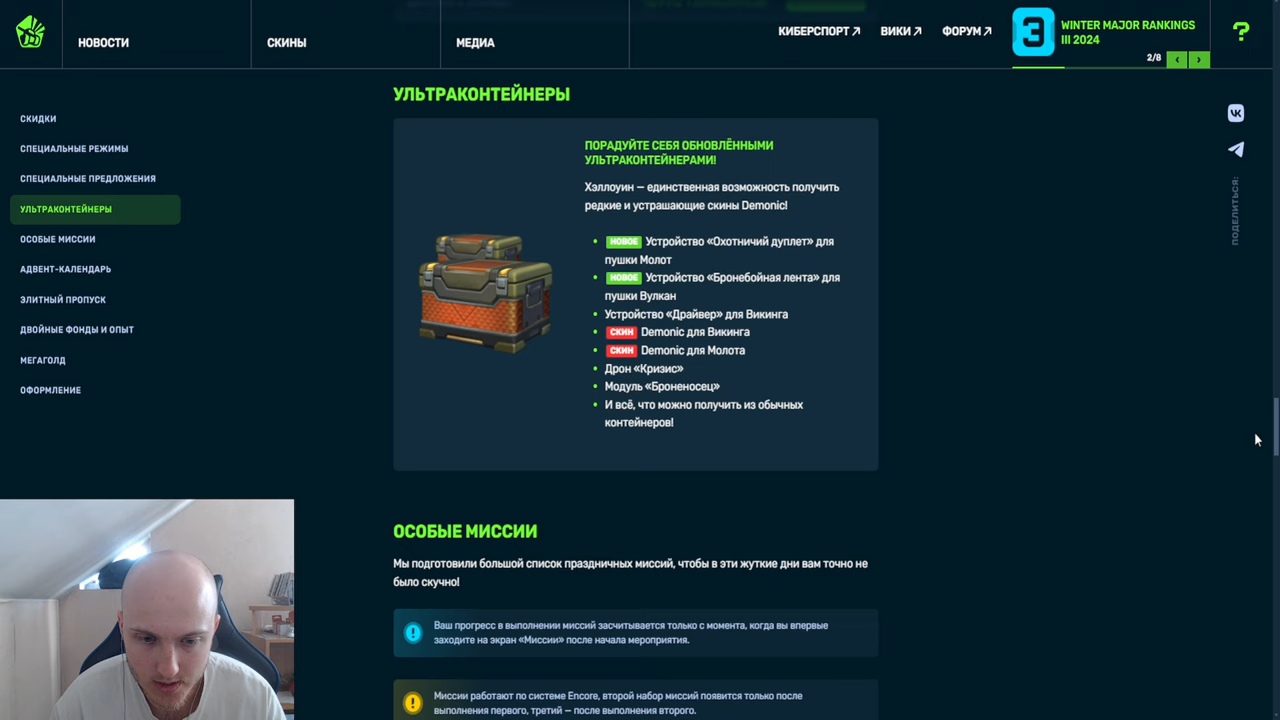 НОВОСТИ
СКИНЫ
МЕДИА
КИБЕРСПОРТ
ВИКИ
ФОРУМ
3
WINTER MAJOR RANKINGS
III 2024
2/8
‹ ›
?
СКИДКИ
СПЕЦИАЛЬНЫЕ РЕЖИМЫ
СПЕЦИАЛЬНЫЕ ПРЕДЛОЖЕНИЯ
УЛЬТРАКОНТЕЙНЕРЫ
ОСОБЫЕ МИССИИ
АДВЕНТ-КАЛЕНДАРЬ
ЭЛИТНЫЙ ПРОПУСК
ДВОЙНЫЕ ФОНДЫ И ОПЫТ
МЕГАГОЛД
ОФОРМЛЕНИЕ
УЛЬТРАКОНТЕЙНЕРЫ
ПОРАДУЙТЕ СЕБЯ ОБНОВЛЁННЫМИ
УЛЬТРАКОНТЕЙНЕРАМИ!
Хэллоуин — единственная возможность получить
редкие и устрашающие скины Demonic!
• НОВОЕ Устройство «Охотничий дуплет» для
пушки Молот
• НОВОЕ Устройство «Бронебойная лента» для
пушки Вулкан
• Устройство «Драйвер» для Викинга
• СКИН Demonic для Викинга
• СКИН Demonic для Молота
• Дрон «Кризис»
• Модуль «Броненосец»
• И всё, что можно получить из обычных
контейнеров!
ОСОБЫЕ МИССИИ
Мы подготовили большой список праздничных миссий, чтобы в эти жуткие дни вам точно не
было скучно!
Ваш прогресс в выполнении миссий засчитывается только с момента, когда вы впервые
заходите на экран «Миссии» после начала мероприятия.
Миссии работают по системе Encore, второй набор миссий появится только после
выполнения первого, третий — после выполнения второго.
ПОДЕЛИТЬСЯ: